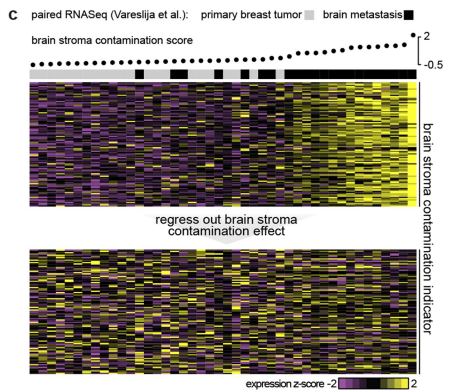 C paired RNASeq (Vareslija et al.): primary breast tumor brain metastasis
brain stroma contamination score
2
-0.5
brain stroma contamination indicator
regress out brain stroma
contamination effect
expression z-score -2 2